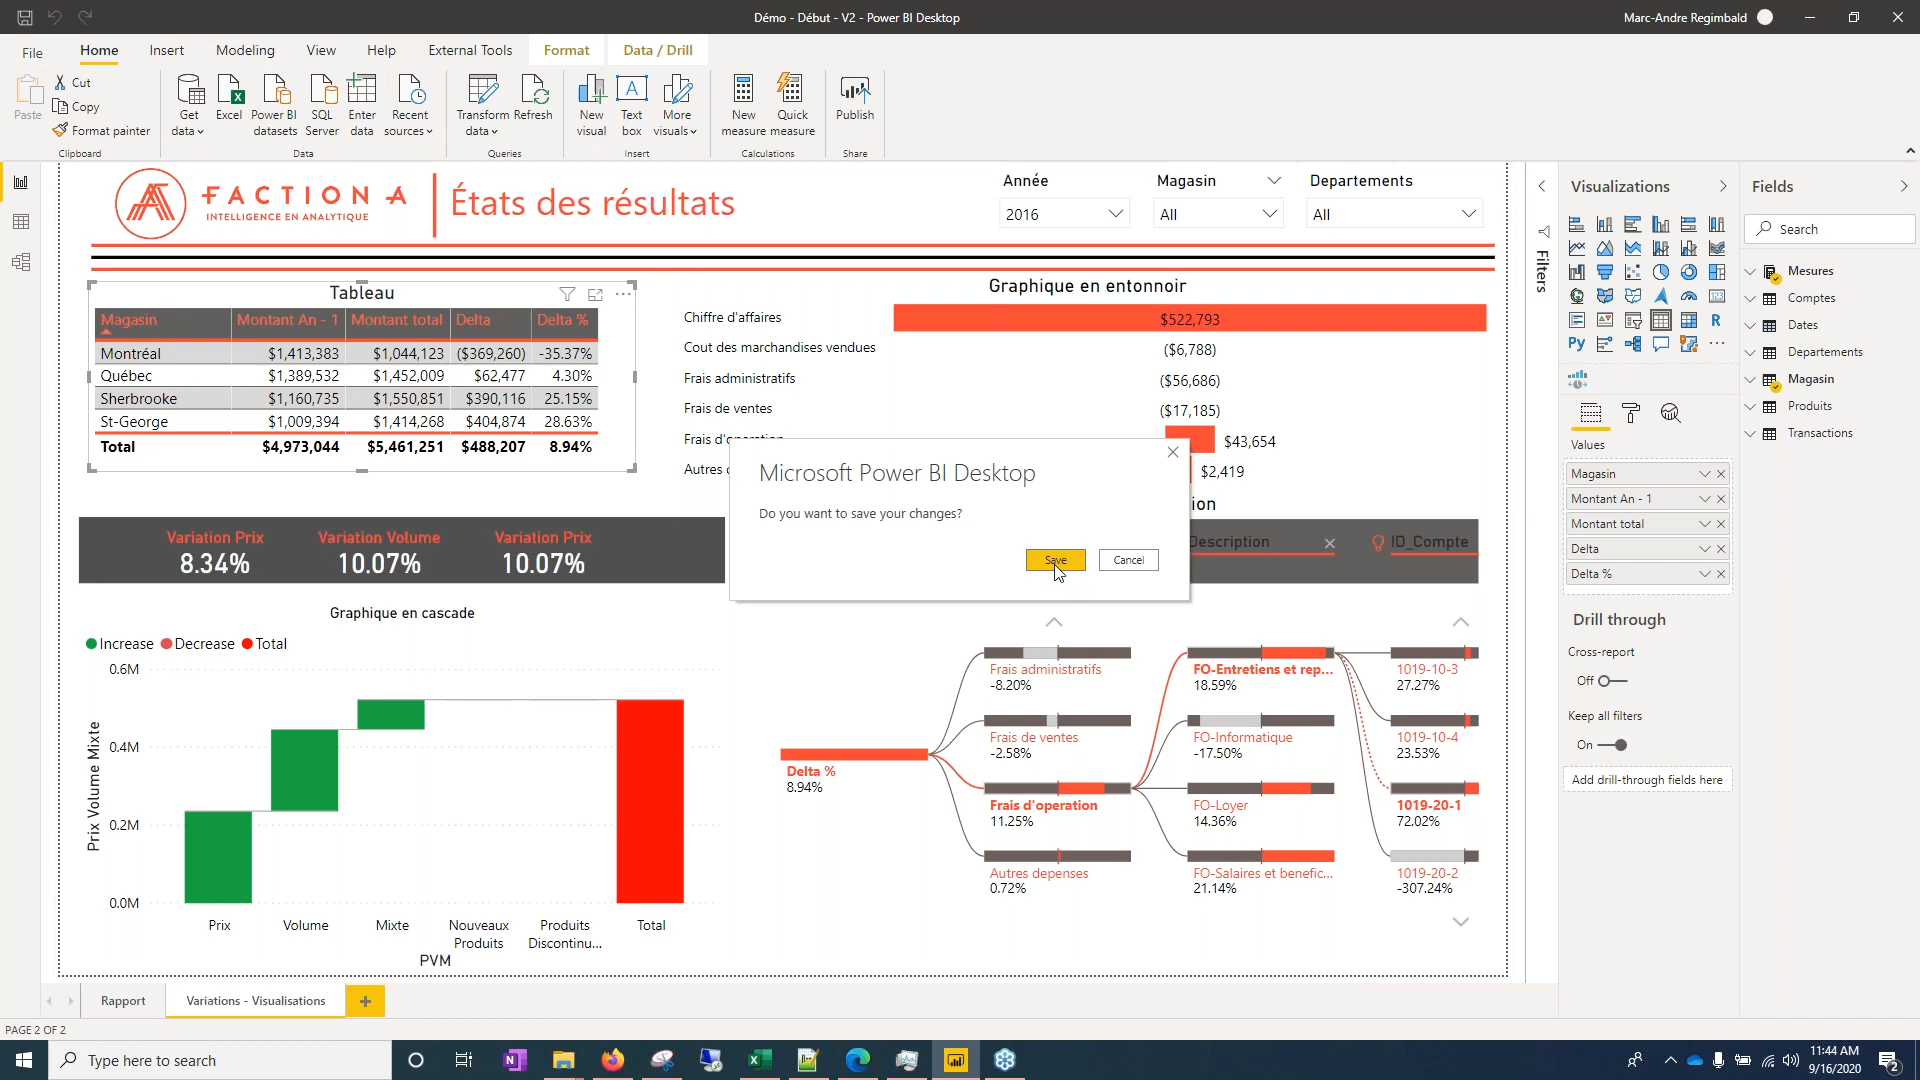 Démo - Début - V2 - Power BI Desktop
Marc-Andre Regimbald
File
Home
Insert
Modeling
View
Help
External Tools
Format
Data / Drill
Paste
Cut
Copy
Format painter
Clipboard
Get data
Excel
Power BI datasets
SQL Server
Enter data
Recent sources
Data
Transform data
Refresh
Queries
New visual
Text box
More visuals
Insert
New measure
Quick measure
Calculations
Publish
Share
FACTION A
INTELLIGENCE EN ANALYTIQUE
États des résultats
Année
2016
Magasin
All
Departements
All
Tableau
Magasin Montant An - 1 Montant total Delta Delta %
Montréal $1,413,383 $1,044,123 ($369,260) -35.37%
Québec $1,389,532 $1,452,009 $62,477 4.30%
Sherbrooke $1,160,735 $1,550,851 $390,116 25.15%
St-George $1,009,394 $1,414,268 $404,874 28.63%
Total $4,973,044 $5,461,251 $488,207 8.94%
Graphique en entonnoir
Chiffre d'affaires $522,793
Cout des marchandises vendues ($6,788)
Frais administratifs ($56,686)
Frais de ventes ($17,185)
Frais d'operation $43,654
Autres $2,419
Microsoft Power BI Desktop
Do you want to save your changes?
Save
Cancel
Description
ID_Compte
Variation Prix
8.34%
Variation Volume
10.07%
Variation Prix
10.07%
Graphique en cascade
Increase Decrease Total
Prix Volume Mixte
0.6M
0.4M
0.2M
0.0M
Prix
Volume
Mixte
Nouveaux Produits
Produits Discontinu...
Total
PVM
Delta %
8.94%
Frais administratifs
-8.20%
Frais de ventes
-2.58%
Frais d'operation
11.25%
Autres depenses
0.72%
FO-Entretiens et rep...
18.59%
FO-Informatique
-17.50%
FO-Loyer
14.36%
FO-Salaires et benefic...
21.14%
1019-10-3
27.27%
1019-10-4
23.53%
1019-20-1
72.02%
1019-20-2
-307.24%
Filters
Visualizations
R
Py
Values
Magasin
Montant An - 1
Montant total
Delta
Delta %
Drill through
Cross-report
Off
Keep all filters
On
Add drill-through fields here
Fields
Search
Mesures
Comptes
Dates
Departements
Magasin
Produits
Transactions
Rapport
Variations - Visualisations
PAGE 2 OF 2
Type here to search
11:44 AM
9/16/2020
2